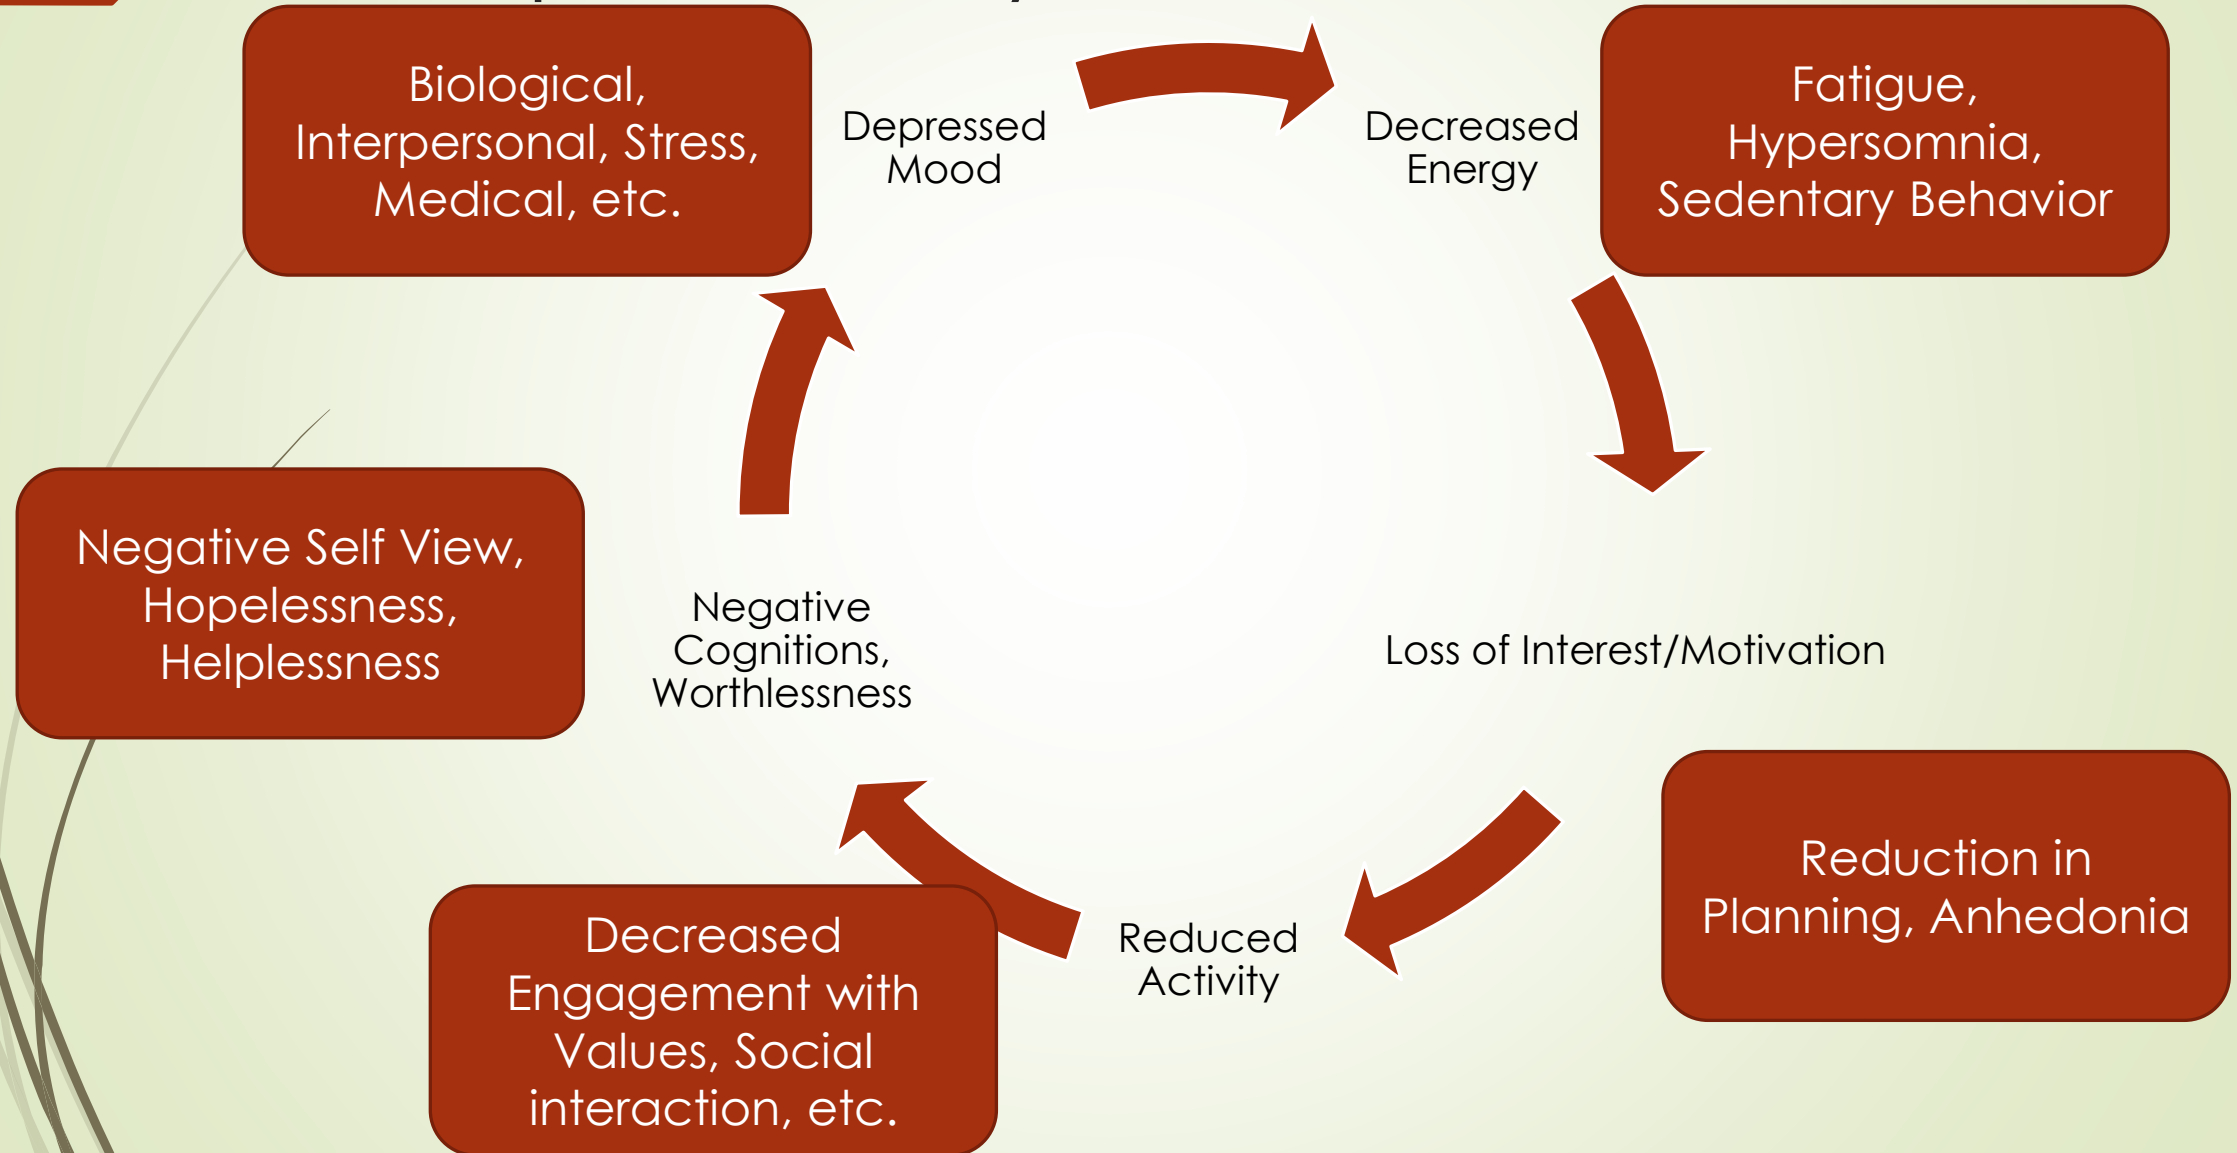 Biological,
Interpersonal, Stress,
Medical, etc.
Depressed
Mood
Decreased
Energy
Fatigue,
Hypersomnia,
Sedentary Behavior
Loss of Interest/Motivation
Reduction in
Planning, Anhedonia
Reduced
Activity
Decreased
Engagement with
Values, Social
interaction, etc.
Negative
Cognitions,
Worthlessness
Negative Self View,
Hopelessness,
Helplessness